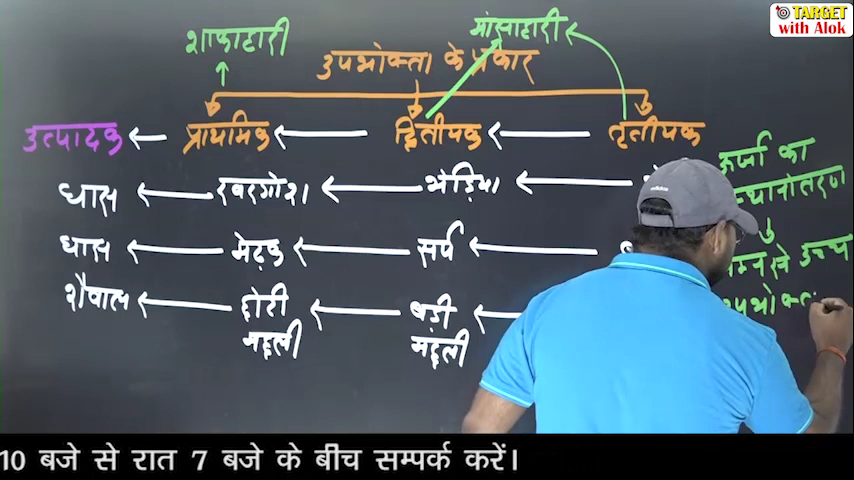 TARGET
with Alok
शाकाहारी
मांसाहारी
उपभोक्ता के प्रकार
उत्पादक प्राथमिक द्वितीयक तृतीयक
घास खरगोश भेड़िया
घास मेढ़क सर्प
शैवाल छोटी मछली बड़ी मछली
ऊर्जा का
उच्च
10 बजे से रात 7 बजे के बीच सम्पर्क करें।